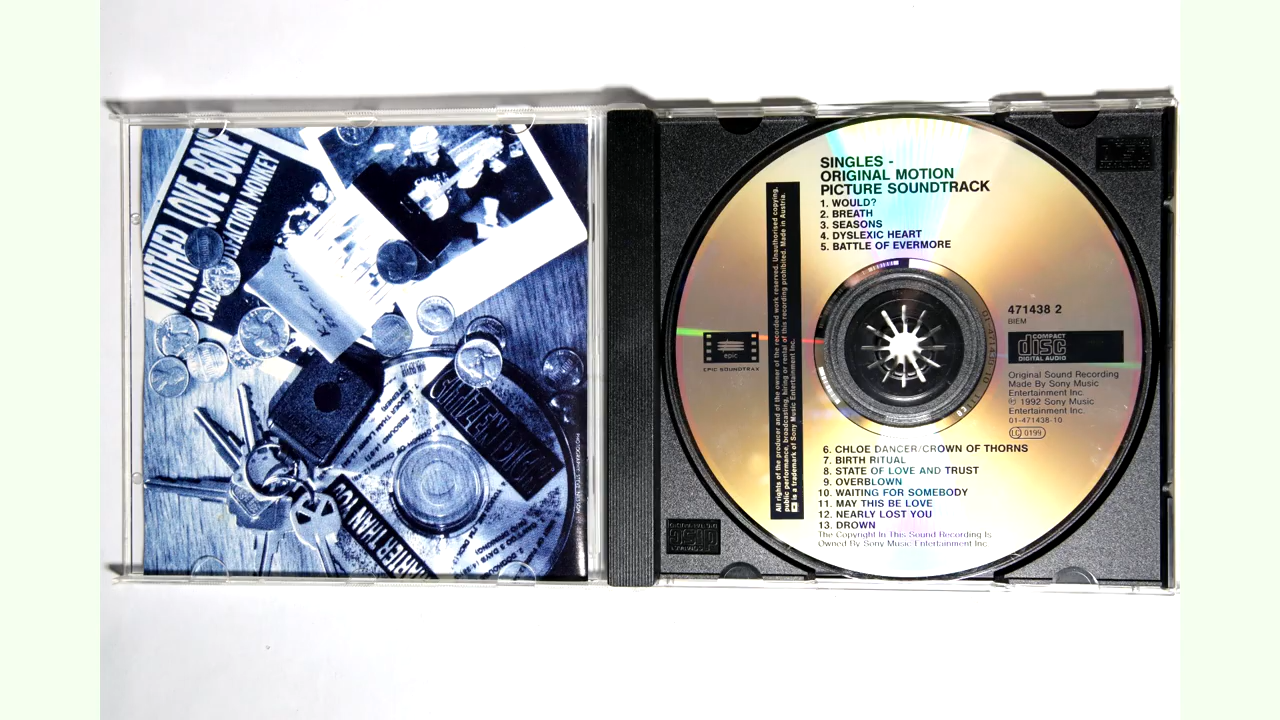 MOTHER LOVE BONE
CITIZEN DICK
SMARTER THAN YOU
SINGLES -
ORIGINAL MOTION
PICTURE SOUNDTRACK
1. WOULD?
2. BREATH
3. SEASONS
4. DYSLEXIC HEART
5. BATTLE OF EVERMORE
All rights of the producer and of the owner of the recorded work reserved. Unauthorised copying,
public performance, broadcasting, hiring or rental of this recording prohibited. Made in Austria.
is a trademark of Sony Music Entertainment Inc.
epic
EPIC SOUNDTRAX
471438 2
BIEM
COMPACT
disc
DIGITAL AUDIO
Original Sound Recording
Made By Sony Music
Entertainment Inc.
℗ 1992 Sony Music
Entertainment Inc.
01-471438-10
LC 0199
6. CHLOE DANCER/CROWN OF THORNS
7. BIRTH RITUAL
8. STATE OF LOVE AND TRUST
9. OVERBLOWN
10. WAITING FOR SOMEBODY
11. MAY THIS BE LOVE
12. NEARLY LOST YOU
13. DROWN
The Copyright In This Sound Recording Is
Owned By Sony Music Entertainment Inc.